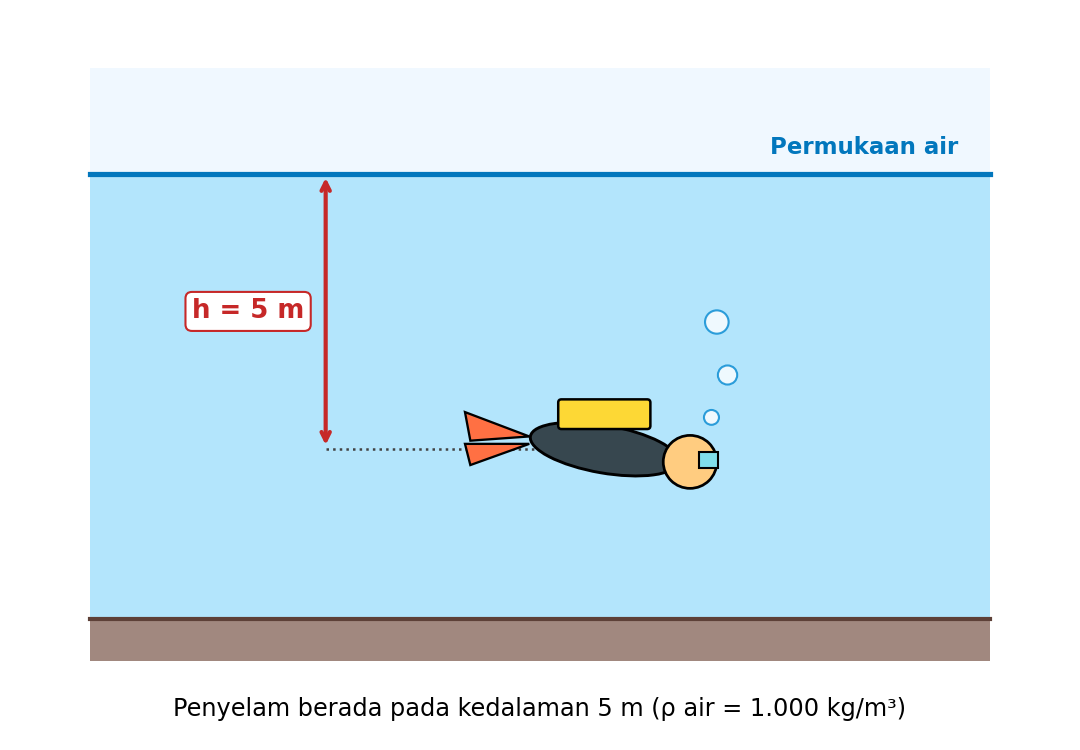 Permukaan air
h = 5 m
Penyelam berada pada kedalaman 5 m (ρ air = 1.000 kg/m³)